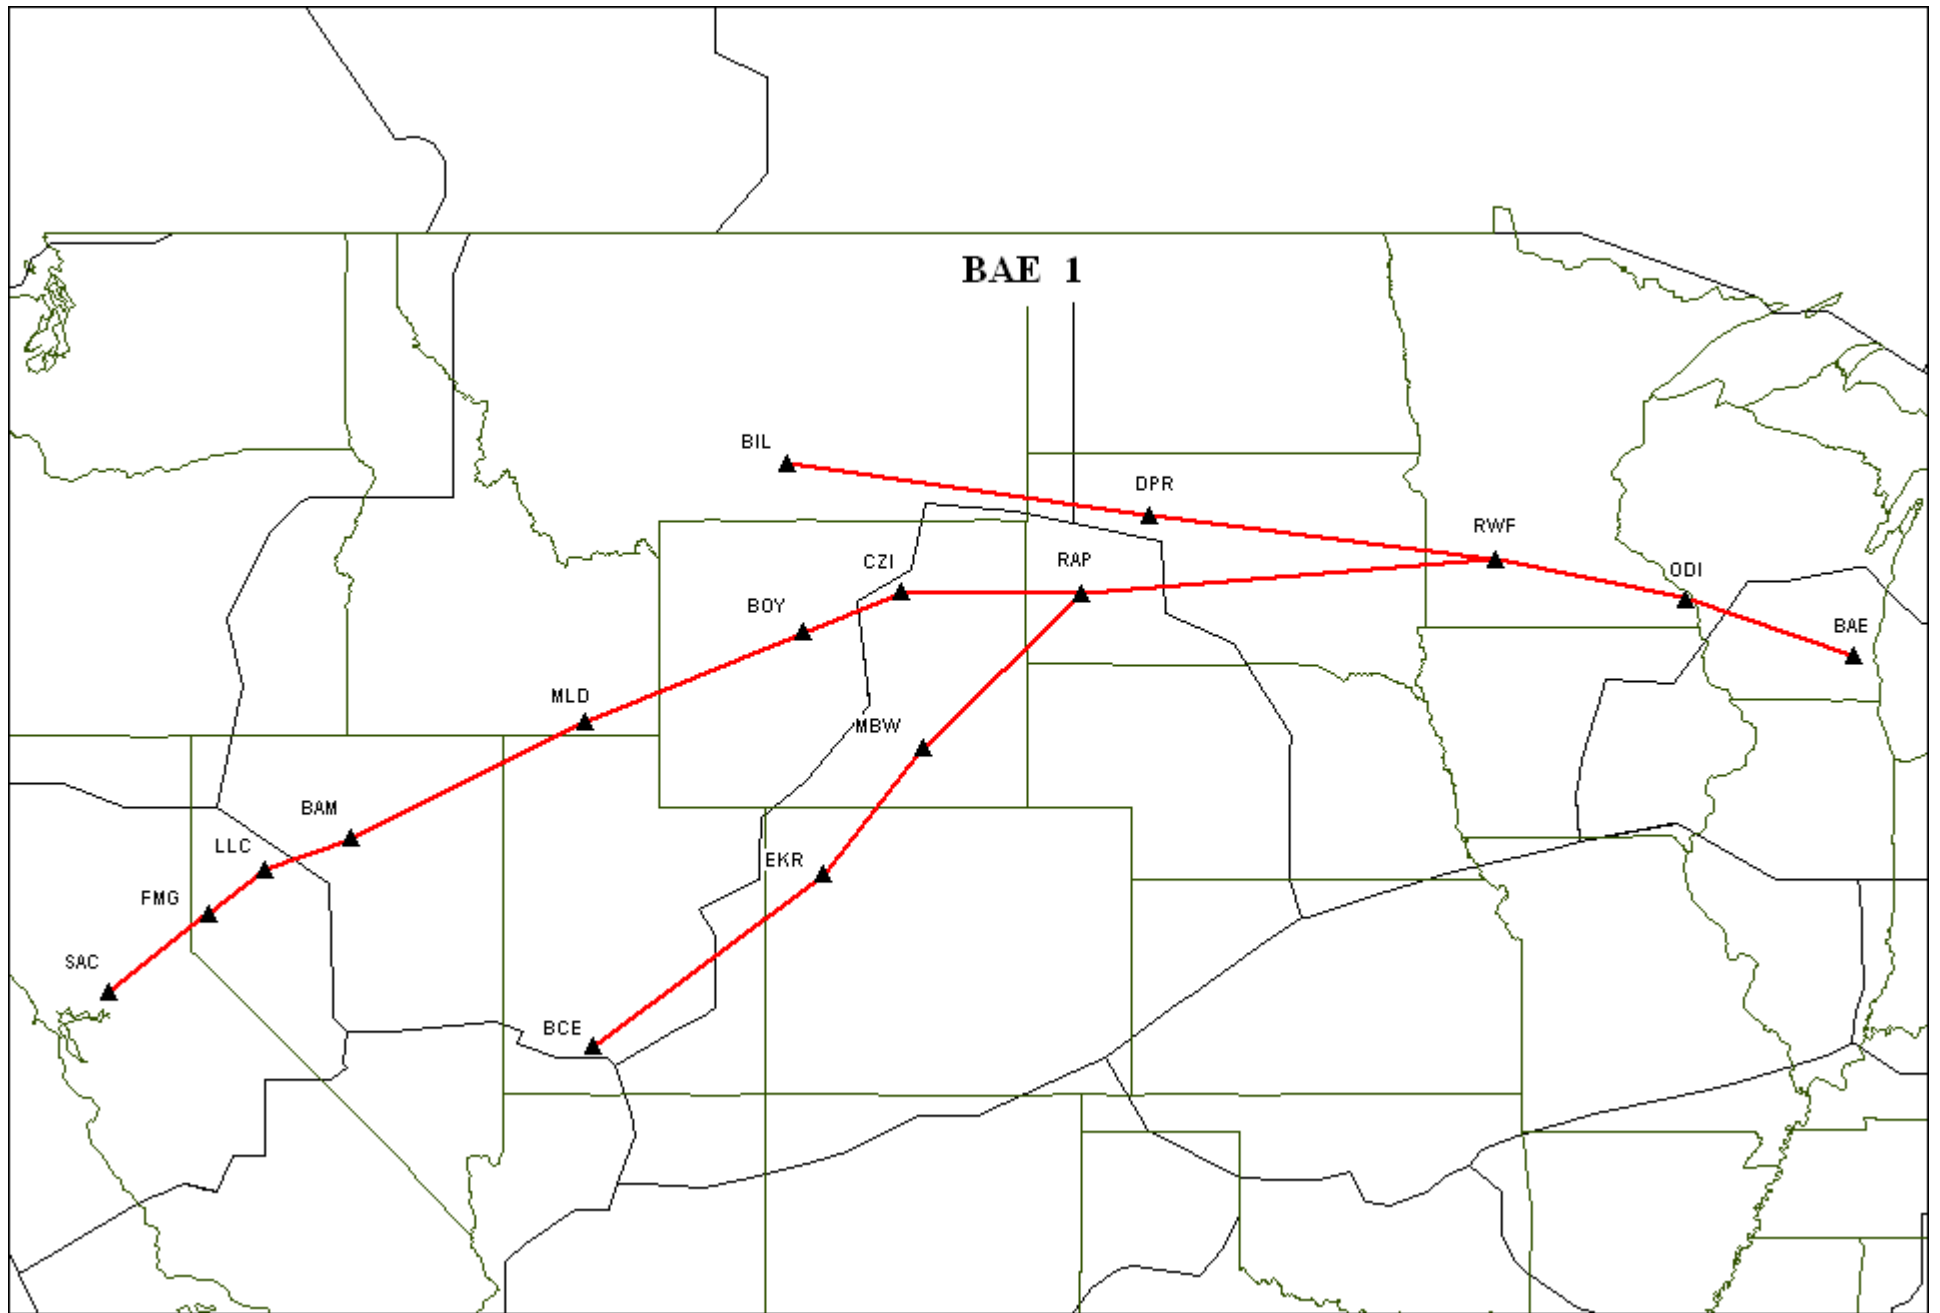 BAE 1
BIL
DPR
RWF
CZI
RAP
ODI
BOY
BAE
MLD
MBW
BAM
LLC
EKR
FMG
SAC
BCE